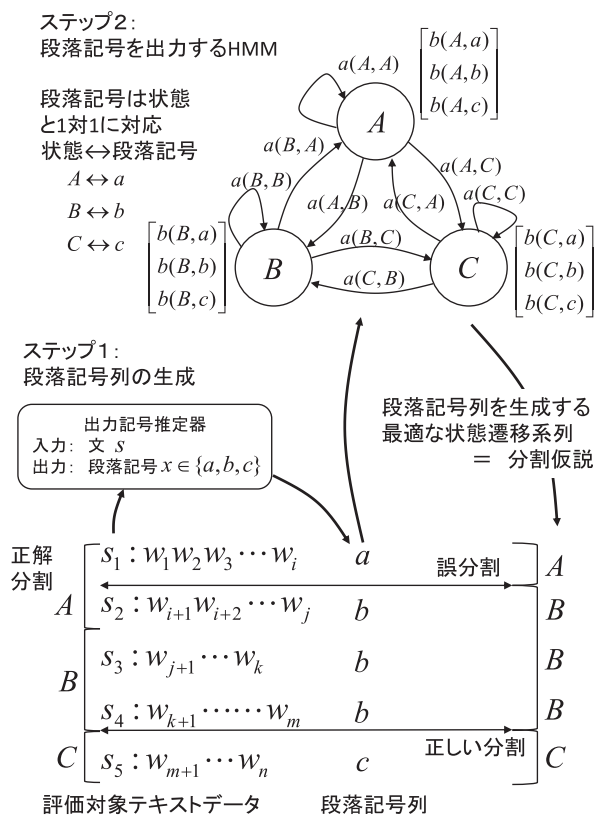 ステップ2：
段落記号を出力するHMM
段落記号は状態
と1対1に対応
状態↔段落記号
A ↔ a
B ↔ b
C ↔ c
a(A, A)
A
[b(A, a)
b(A, b)
b(A, c)]
a(B, A)
a(A, C)
a(B, B)
a(A, B)
a(C, A)
a(C, C)
[b(B, a)
b(B, b)
b(B, c)]
B
a(B, C)
a(C, B)
C
[b(C, a)
b(C, b)
b(C, c)]
ステップ1：
段落記号列の生成
出力記号推定器
入力： 文 s
出力： 段落記号 x ∈ {a, b, c}
段落記号列を生成する
最適な状態遷移系列
＝ 分割仮説
正解
分割
s₁ : w₁w₂w₃⋯wᵢ a A
誤分割
A
s₂ : wᵢ₊₁wᵢ₊₂⋯wⱼ b B
B
s₃ : wⱼ₊₁⋯wₖ b B
s₄ : wₖ₊₁⋯⋯wₘ b B
正しい分割
C s₅ : wₘ₊₁⋯wₙ c C
評価対象テキストデータ 段落記号列